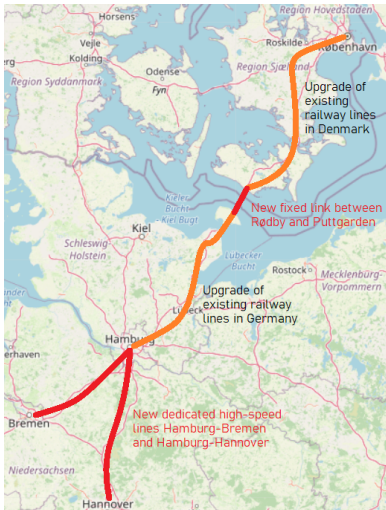 Region Hovedstaden
Horsens
Vejle
Roskilde
København
Kolding
Region Sjælland
Odense
Region Syddanmark
Fyn
Upgrade of
existing
railway lines
in Denmark
Kieler
Bucht
Kiel Bugt
New fixed link between
Rødby and Puttgarden
Kiel
Schleswig-
Holstein
Lübecker
Bucht
Rostock
Mecklenburg-
Vorpommern
Upgrade of
existing railway
lines in Germany
Lübeck
Hamburg
erhaven
New dedicated high-speed
lines Hamburg-Bremen
and Hamburg-Hannover
Bremen
Niedersachsen
Hannover